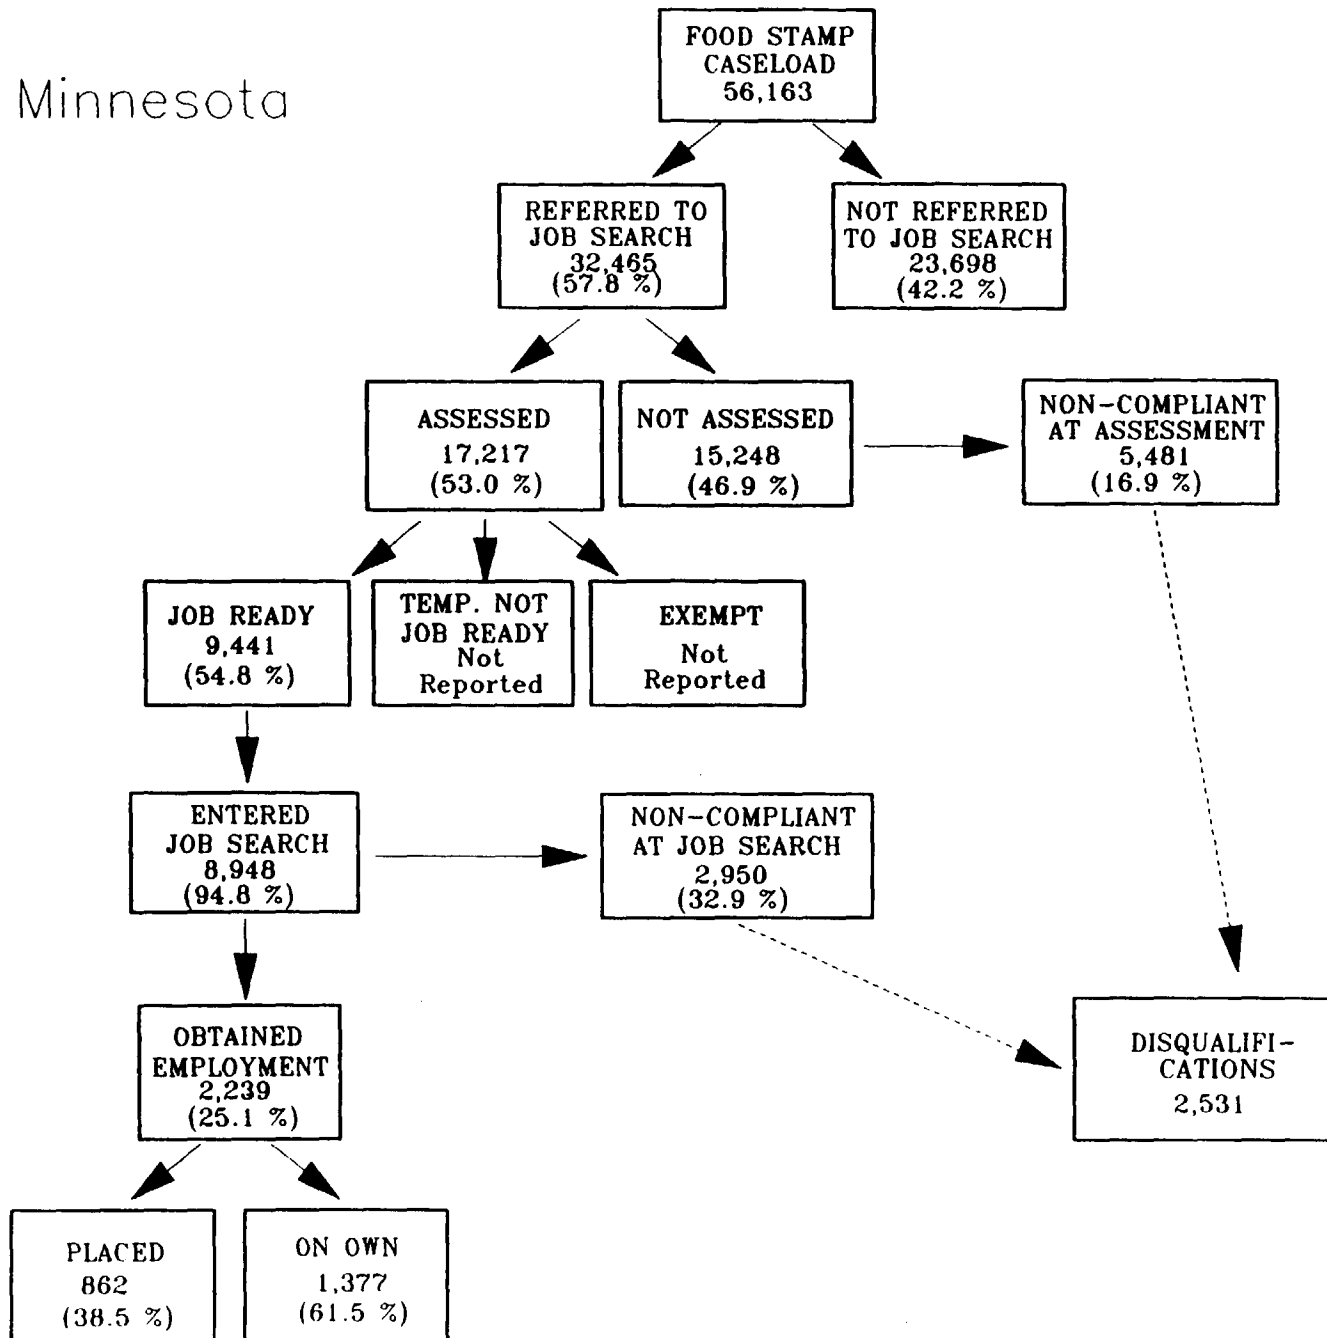 Minnesota
FOOD STAMP
CASELOAD
56,163
REFERRED TO
JOB SEARCH
32,465
(57.8 %)
NOT REFERRED
TO JOB SEARCH
23,698
(42.2 %)
ASSESSED
17,217
(53.0 %)
NOT ASSESSED
15,248
(46.9 %)
NON-COMPLIANT
AT ASSESSMENT
5,481
(16.9 %)
JOB READY
9,441
(54.8 %)
TEMP. NOT
JOB READY
Not
Reported
EXEMPT
Not
Reported
ENTERED
JOB SEARCH
8,948
(94.8 %)
NON-COMPLIANT
AT JOB SEARCH
2,950
(32.9 %)
OBTAINED
EMPLOYMENT
2,239
(25.1 %)
DISQUALIFI-
CATIONS
2,531
PLACED
862
(38.5 %)
ON OWN
1,377
(61.5 %)